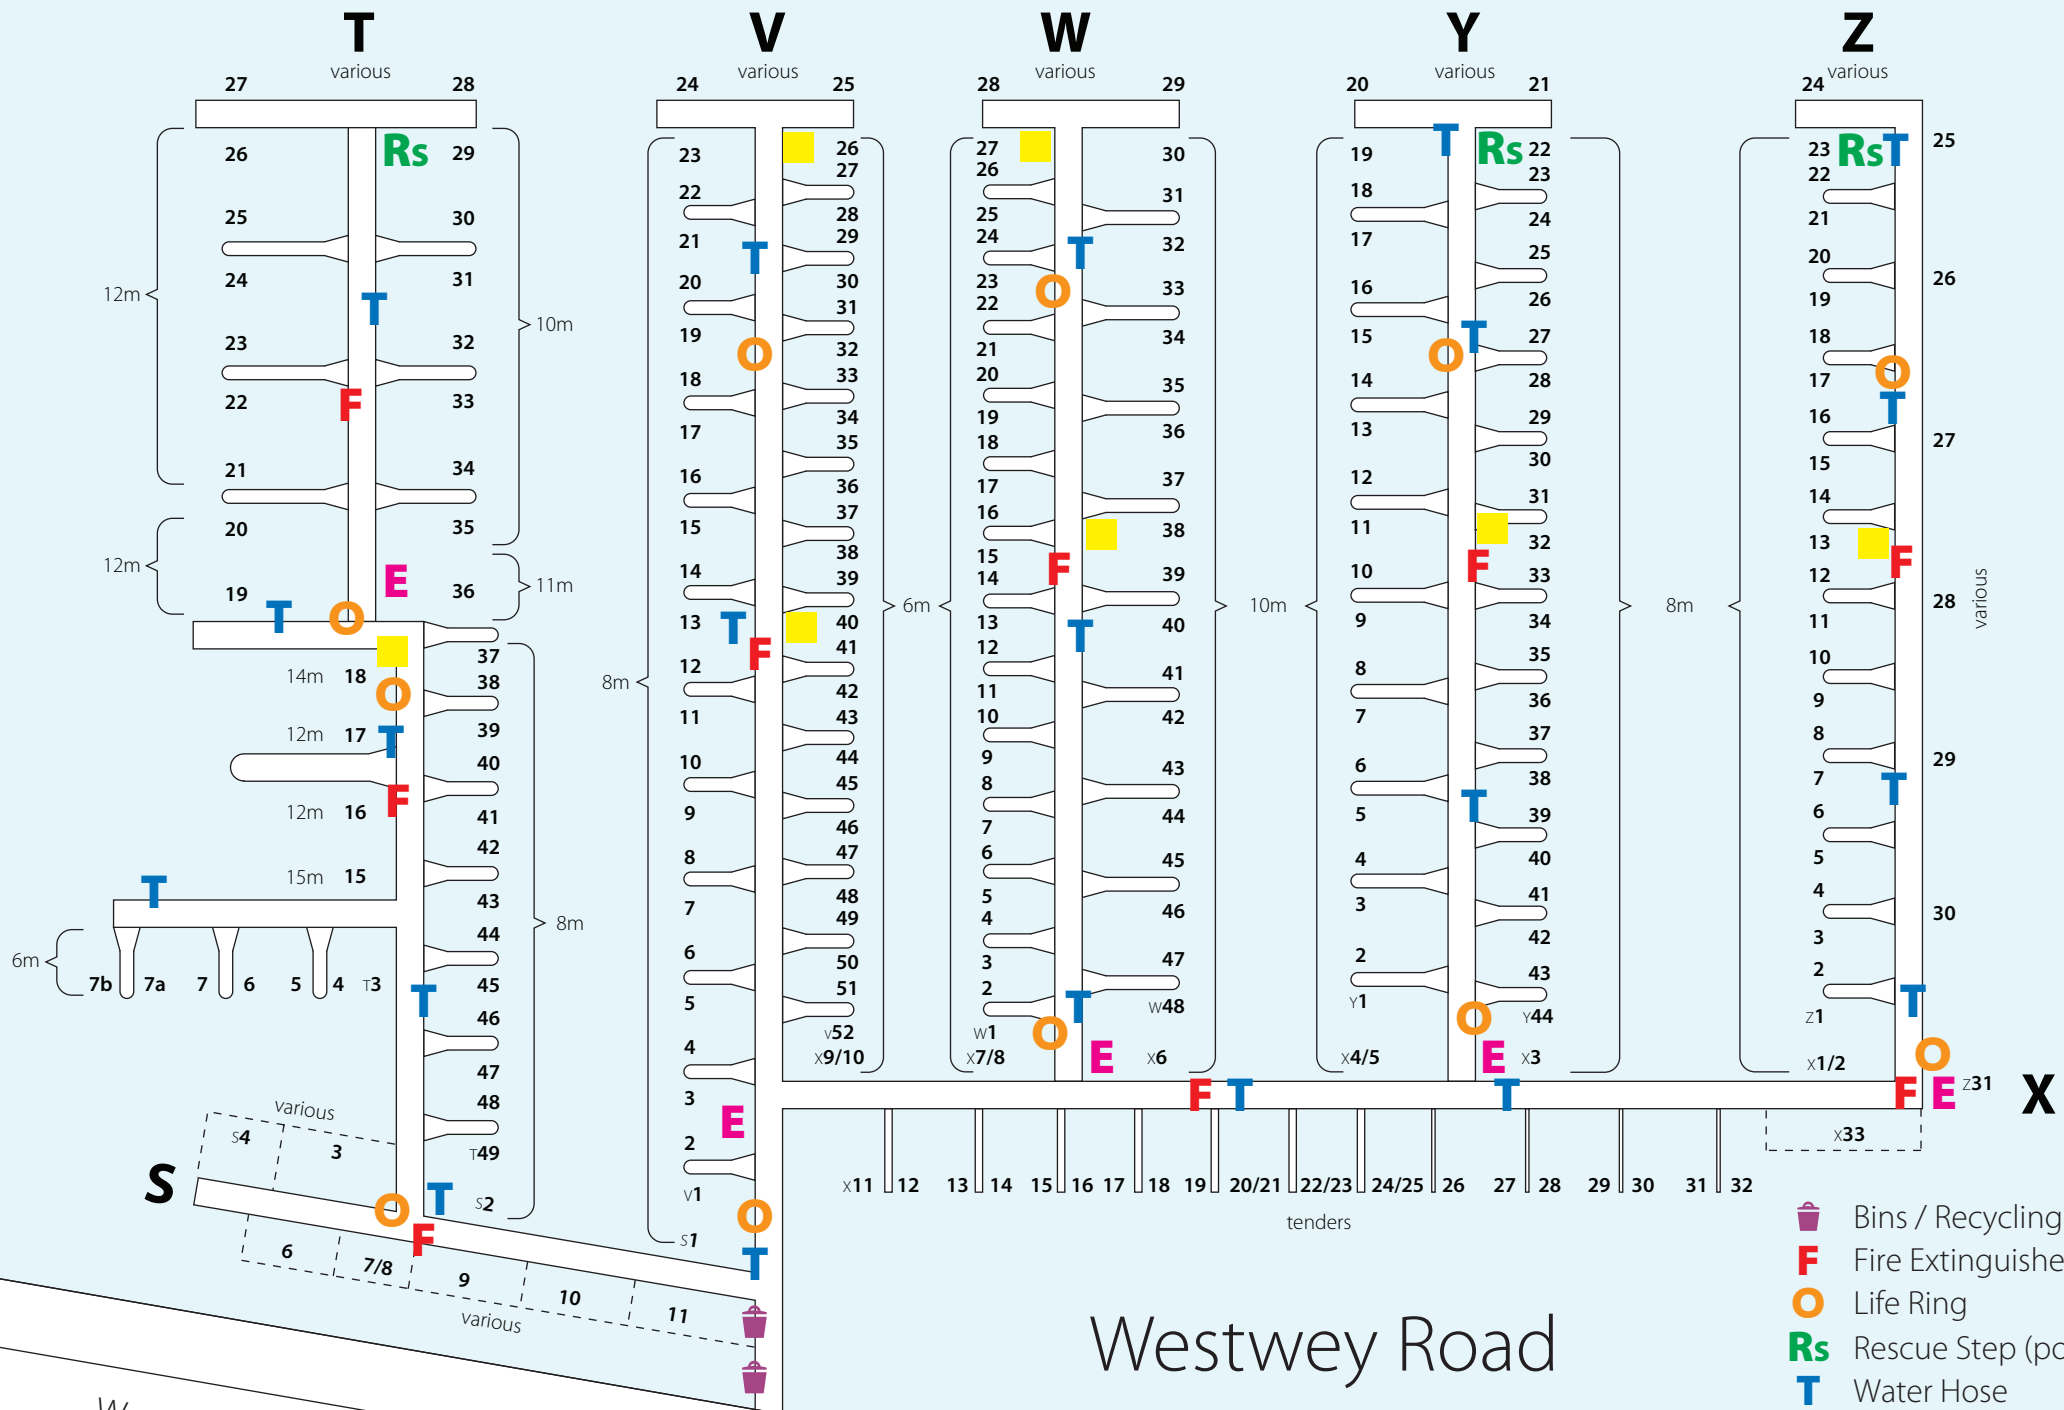 T
V
W
Y
Z
various
various
various
various
various
27 28
24 25
28 29
20 21
24
26
25
24
23
22
21
20
19
12m
12m
Rs
29
30
31
32
33
34
35
36
10m
11m
T
F
E
T
O
14m 18
12m 17
12m 16
15m 15
O
T
F
T
37
38
39
40
41
42
43
44
45
46
47
48
T49
S2
8m
6m
7b 7a 7 6 5 4 T3
T
various
S4 3
S
O
T
F
6 7/8 9 10 11
various
23
22
21
20
19
18
17
16
15
14
13
12
11
10
9
8
7
6
5
4
3
2
V1
S1
8m
T
O
T
F
E
O
T
26
27
28
29
30
31
32
33
34
35
36
37
38
39
40
41
42
43
44
45
46
47
48
49
50
51
V52
X9/10
6m
27
26
25
24
23
22
21
20
19
18
17
16
15
14
13
12
11
10
9
8
7
6
5
4
3
2
W1
X7/8
T
O
F
T
T
O
E
30
31
32
33
34
35
36
37
38
39
40
41
42
43
44
45
46
47
W48
X6
10m
19
18
17
16
15
14
13
12
11
10
9
8
7
6
5
4
3
2
Y1
X4/5
T
Rs
T
O
F
T
O
E
22
23
24
25
26
27
28
29
30
31
32
33
34
35
36
37
38
39
40
41
42
43
Y44
X3
8m
23
22
21
20
19
18
17
16
15
14
13
12
11
10
9
8
7
6
5
4
3
2
Z1
X1/2
Rs T
O
T
F
T
T
O
25
26
27
28
29
30
various
Z31
F T T F E
X
X33
X11 12 13 14 15 16 17 18 19 20/21 22/23 24/25 26 27 28 29 30 31 32
tenders
Westwey Road
Bins / Recycling
F Fire Extinguishe
O Life Ring
Rs Rescue Step (po
T Water Hose